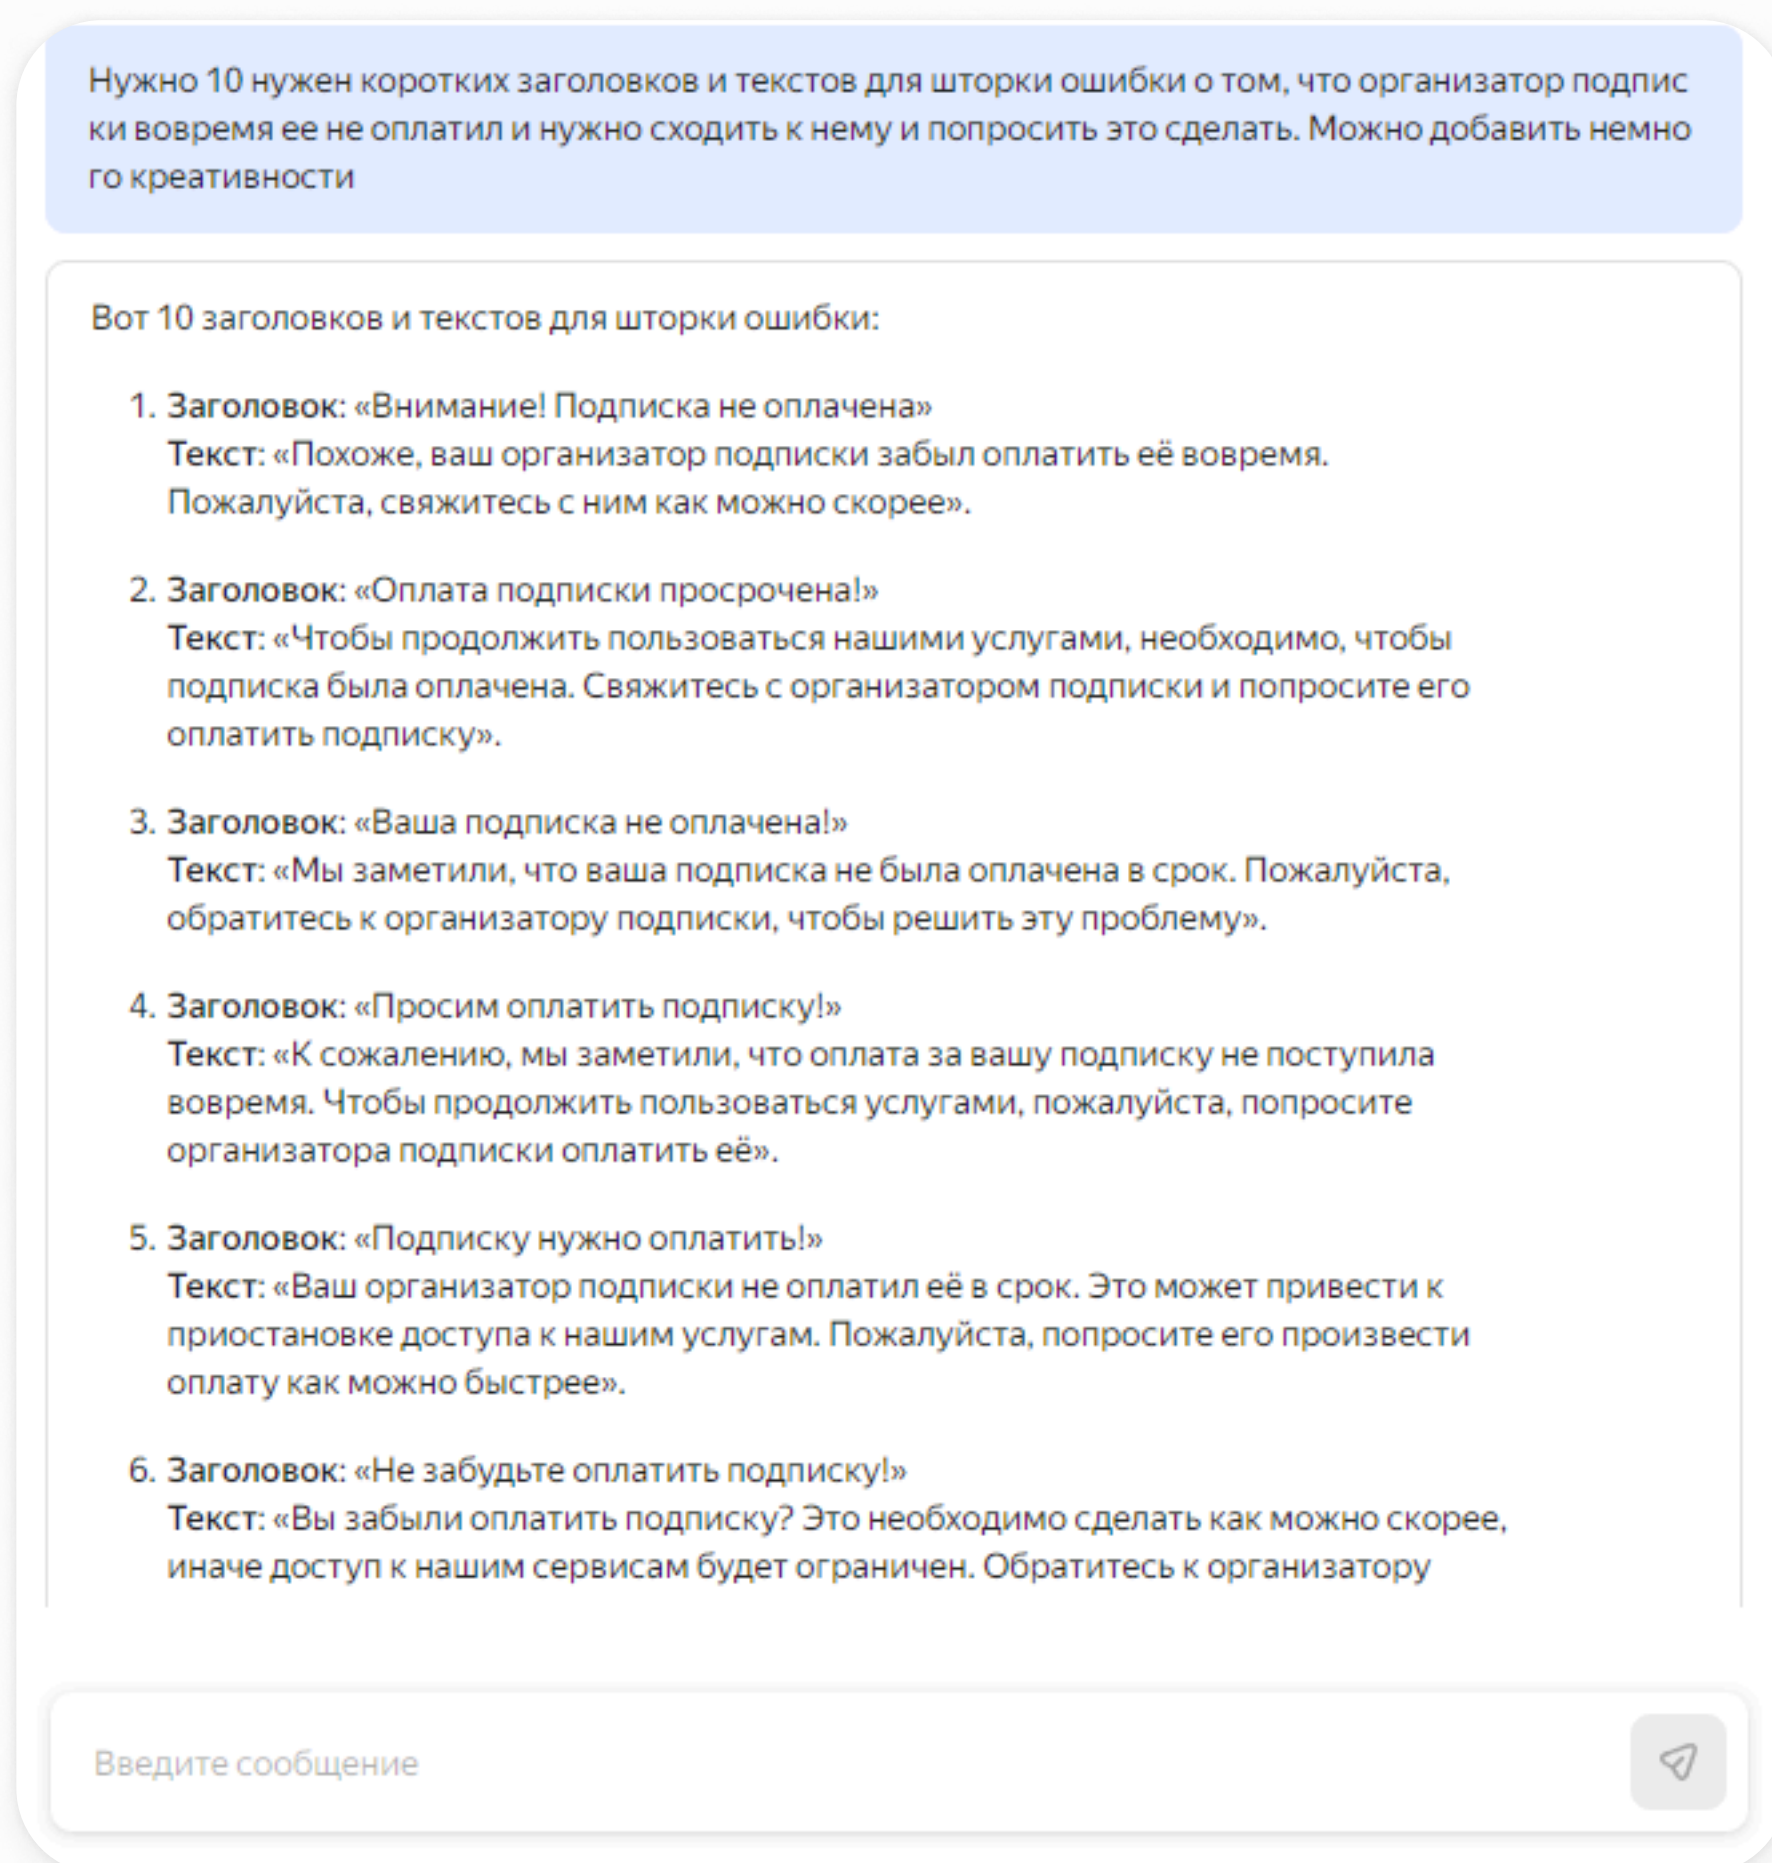 Нужно 10 нужен коротких заголовков и текстов для шторки ошибки о том, что организатор подпис
ки вовремя ее не оплатил и нужно сходить к нему и попросить это сделать. Можно добавить немно
го креативности
Вот 10 заголовков и текстов для шторки ошибки:
1. Заголовок: «Внимание! Подписка не оплачена»
Текст: «Похоже, ваш организатор подписки забыл оплатить её вовремя.
Пожалуйста, свяжитесь с ним как можно скорее».
2. Заголовок: «Оплата подписки просрочена!»
Текст: «Чтобы продолжить пользоваться нашими услугами, необходимо, чтобы
подписка была оплачена. Свяжитесь с организатором подписки и попросите его
оплатить подписку».
3. Заголовок: «Ваша подписка не оплачена!»
Текст: «Мы заметили, что ваша подписка не была оплачена в срок. Пожалуйста,
обратитесь к организатору подписки, чтобы решить эту проблему».
4. Заголовок: «Просим оплатить подписку!»
Текст: «К сожалению, мы заметили, что оплата за вашу подписку не поступила
вовремя. Чтобы продолжить пользоваться услугами, пожалуйста, попросите
организатора подписки оплатить её».
5. Заголовок: «Подписку нужно оплатить!»
Текст: «Ваш организатор подписки не оплатил её в срок. Это может привести к
приостановке доступа к нашим услугам. Пожалуйста, попросите его произвести
оплату как можно быстрее».
6. Заголовок: «Не забудьте оплатить подписку!»
Текст: «Вы забыли оплатить подписку? Это необходимо сделать как можно скорее,
иначе доступ к нашим сервисам будет ограничен. Обратитесь к организатору
Введите сообщение